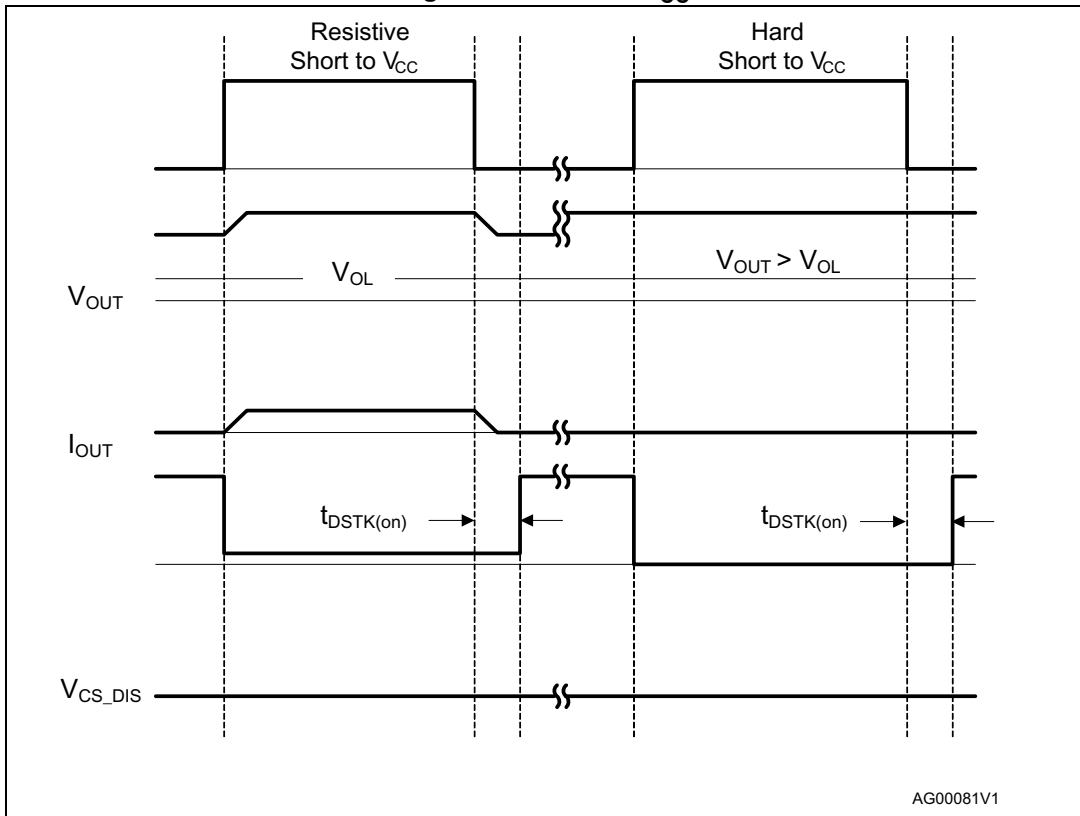 Resistive
Short to VCC
Hard
Short to VCC
VOL
VOUT > VOL
VOUT
IOUT
tDSTK(on)
tDSTK(on)
VCS_DIS
AG00081V1